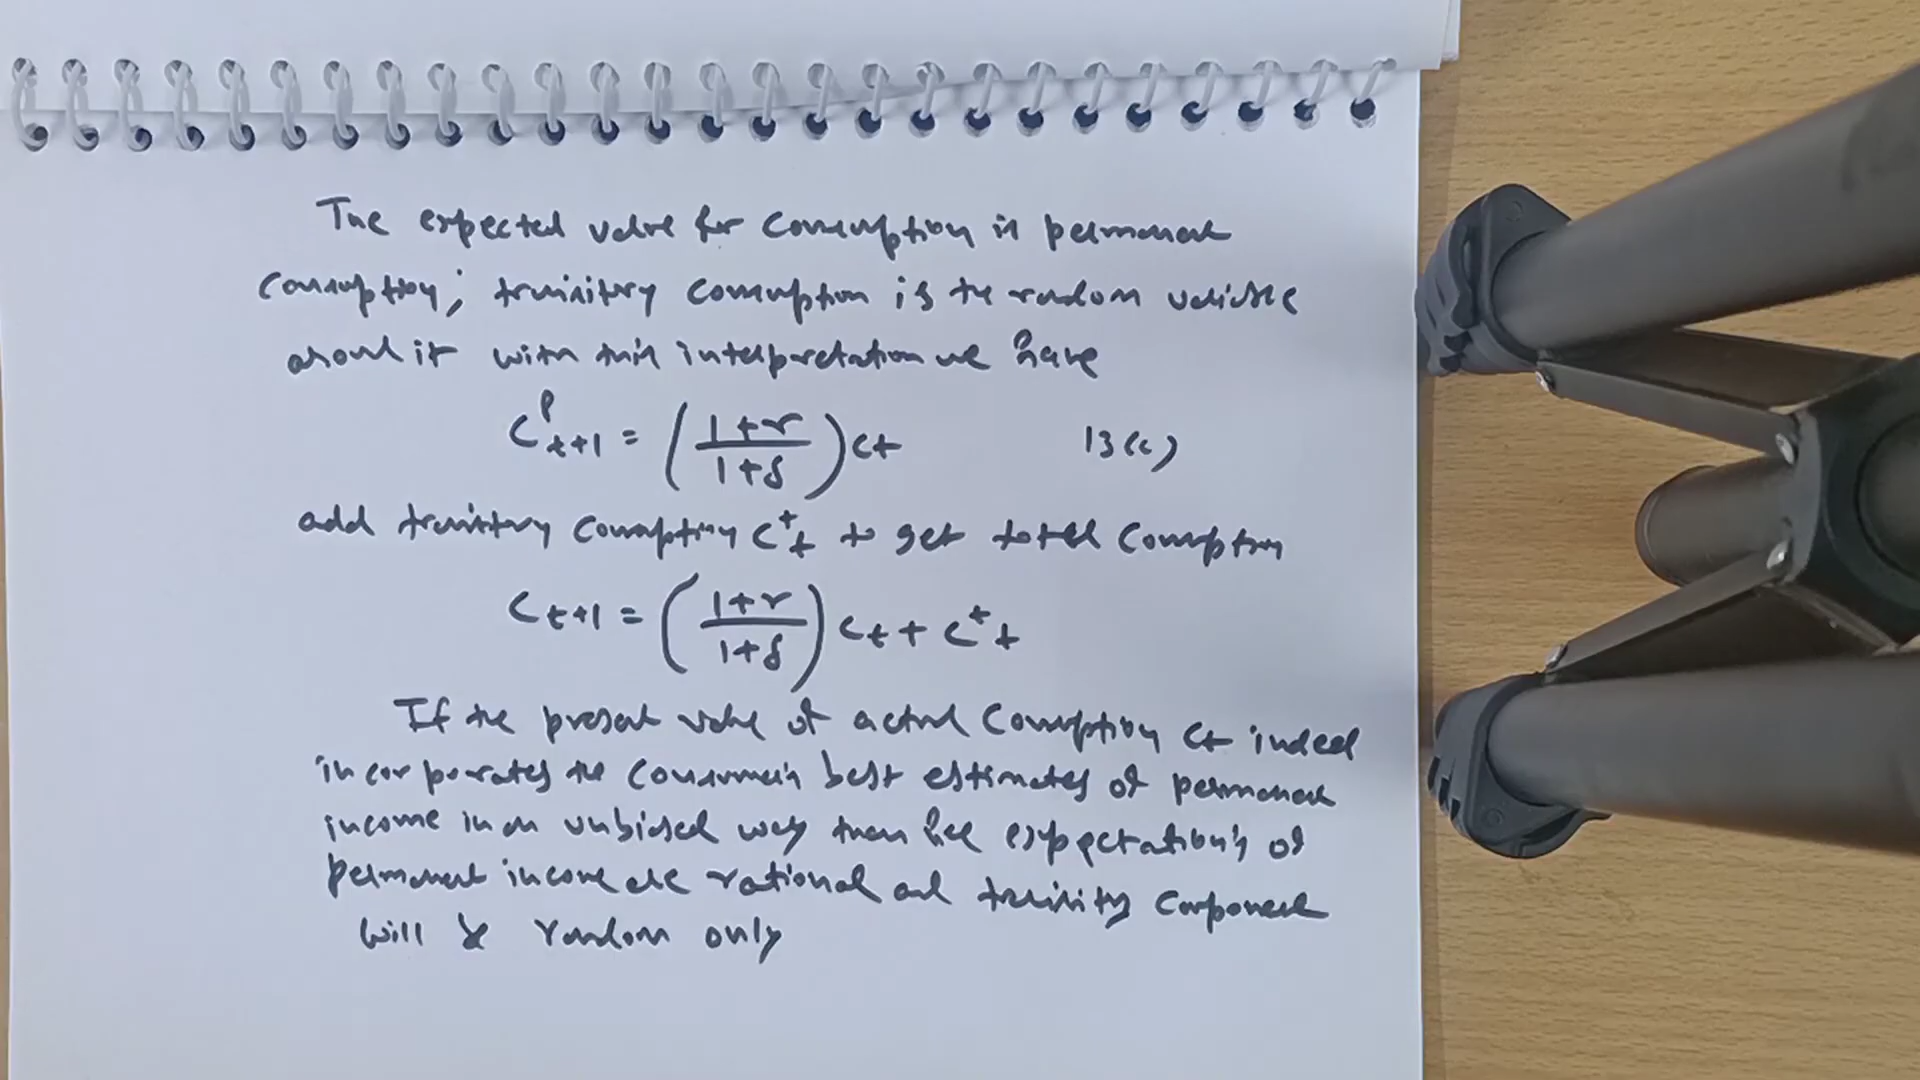 The expected value for consumption is permanent
consumption; transitory consumption is the random variable
about it with this interpretation we have
C^p_{t+1} = ((1+r)/(1+δ)) Ct 13(c)
add transitory consumption C^t_t to get total consumption
C_{t+1} = ((1+r)/(1+δ)) C_t + C^t_t
If the present value of actual consumption Ct indeed
incorporates the consumer's best estimates of permanent
income in an unbiased way then her expectation's of
permanent income are rational and transitory component
will be random only